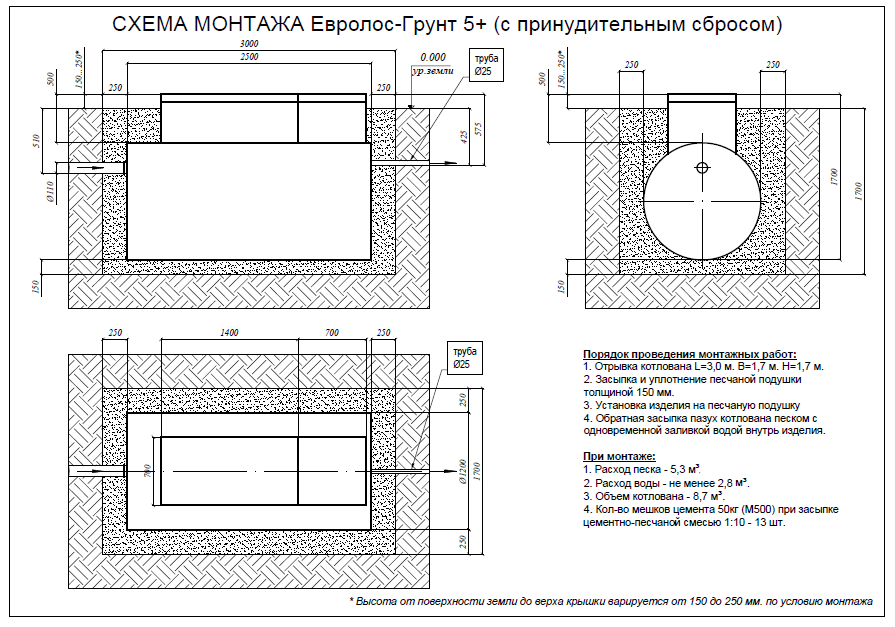 СХЕМА МОНТАЖА Евролос-Грунт 5+ (с принудительным сбросом)
3000
2500
250
250
500
150...250*
0.000
ур.земли
труба
Ø25
510
Ø110
150
425
575
500
150...250*
250
250
1700
1700
150
250
1400
700
250
труба
Ø25
700
250
Ø1200
1700
250
Порядок проведения монтажных работ:
1. Отрывка котлована L=3,0 м. B=1,7 м. H=1,7 м.
2. Засыпка и уплотнение песчаной подушки
толщиной 150 мм.
3. Установка изделия на песчаную подушку
4. Обратная засыпка пазух котлована песком с
одновременной заливкой водой внутрь изделия.
При монтаже:
1. Расход песка - 5,3 м³.
2. Расход воды - не менее 2,8 м³.
3. Объем котлована - 8,7 м³.
4. Кол-во мешков цемента 50кг (М500) при засыпке
цементно-песчаной смесью 1:10 - 13 шт.
* Высота от поверхности земли до верха крышки варируется от 150 до 250 мм. по условию монтажа